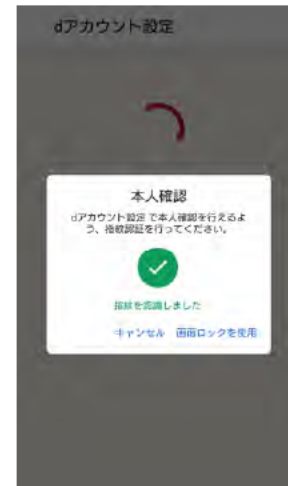 dアカウント設定
本人確認
dアカウント設定 で本人確認を行えるよ
う、指紋認証を行ってください。
指紋を認識しました
キャンセル 画面ロックを使用